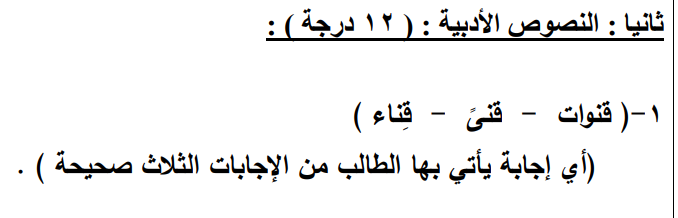 ثانيا : النصوص الأدبية : ( ١٢ درجة ) :
١-( قنوات - قنىً - قِناء )
(أي إجابة يأتي بها الطالب من الإجابات الثلاث صحيحة ) .